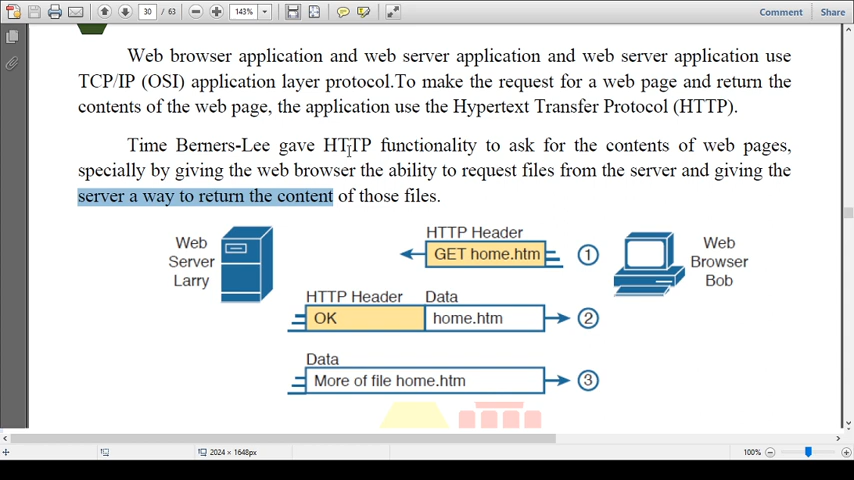 30 / 63
143%
Comment
Share
Web browser application and web server application and web server application use
TCP/IP (OSI) application layer protocol.To make the request for a web page and return the
contents of the web page, the application use the Hypertext Transfer Protocol (HTTP).
Time Berners-Lee gave HTTP functionality to ask for the contents of web pages,
specially by giving the web browser the ability to request files from the server and giving the
server a way to return the content of those files.
Web
Server
Larry
HTTP Header
GET home.htm
1
Web
Browser
Bob
HTTP Header
Data
OK
home.htm
2
Data
More of file home.htm
3
2024 × 1648px
100%